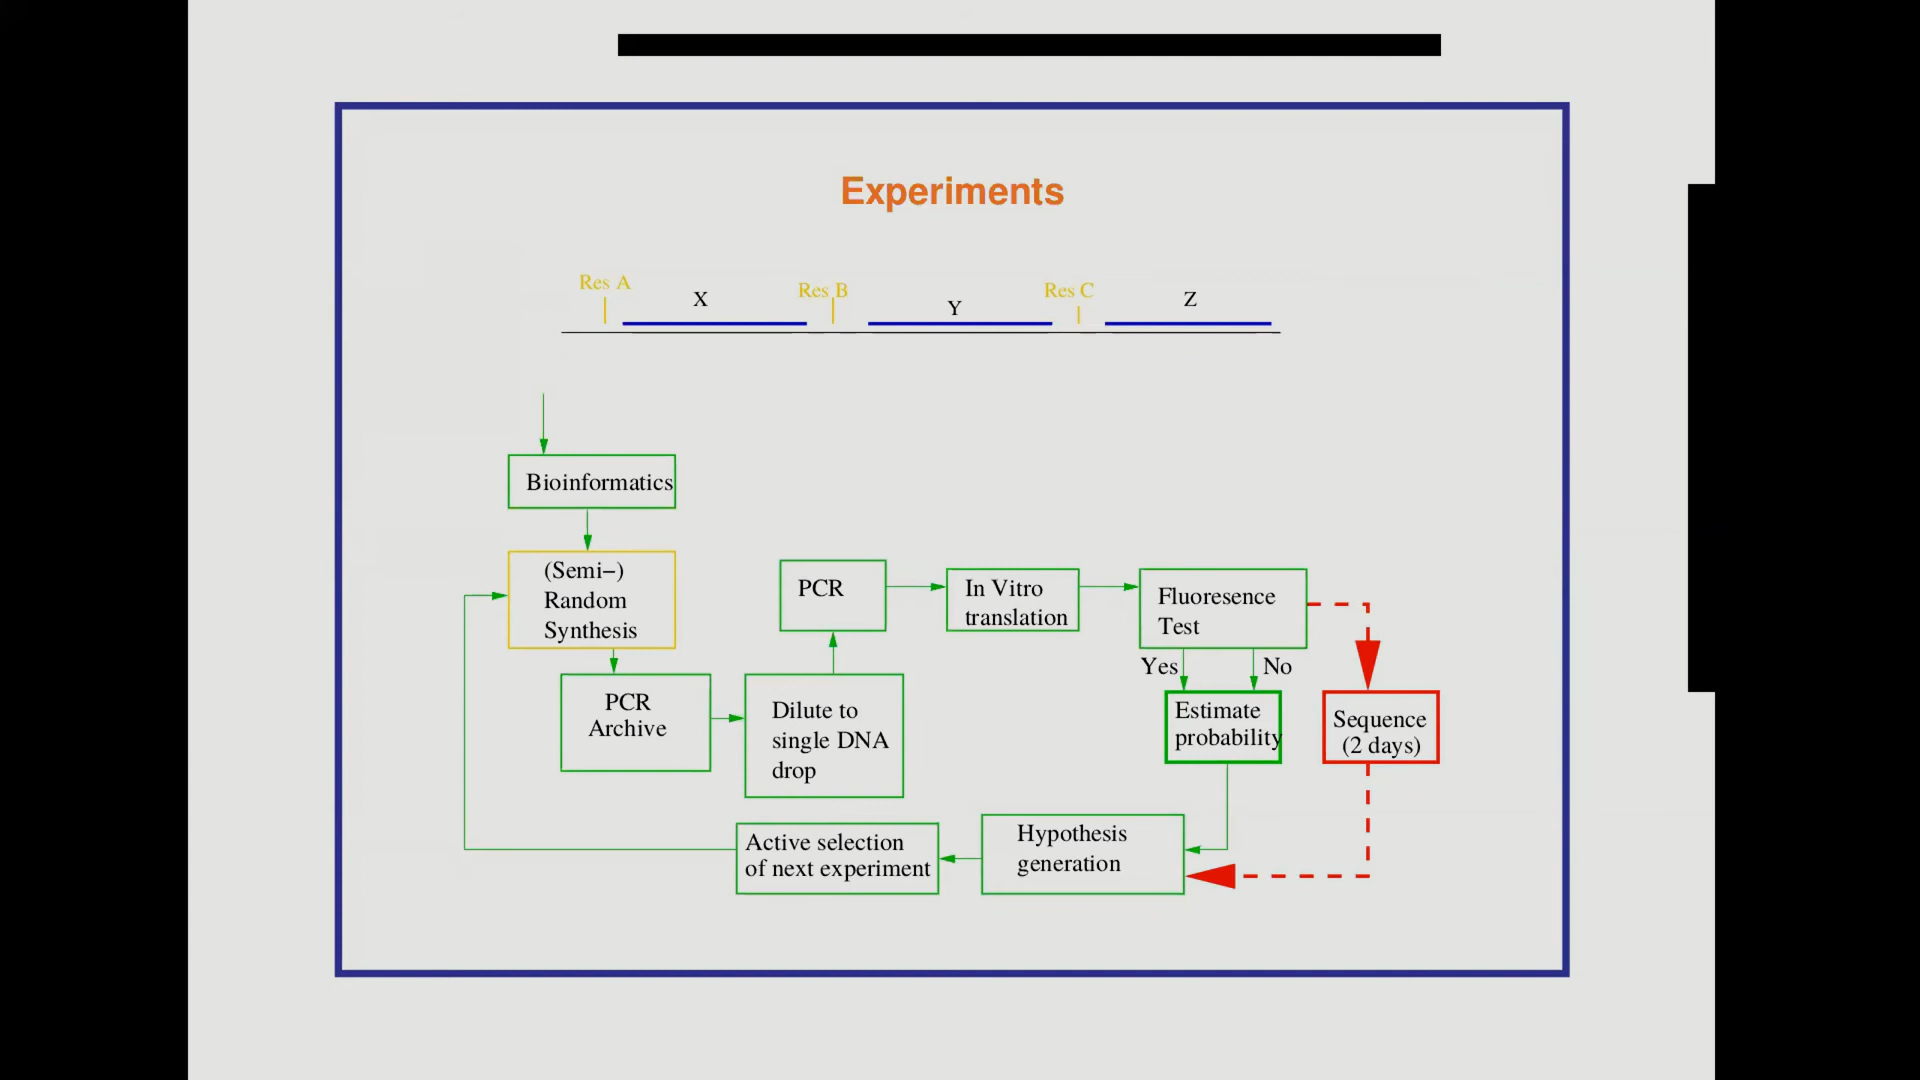 Experiments
Res A
X
Res B
Y
Res C
Z
Bioinformatics
(Semi−)
Random
Synthesis
PCR
Archive
Dilute to
single DNA
drop
PCR
In Vitro
translation
Fluoresence
Test
Yes
No
Estimate
probability
Sequence
(2 days)
Hypothesis
generation
Active selection
of next experiment